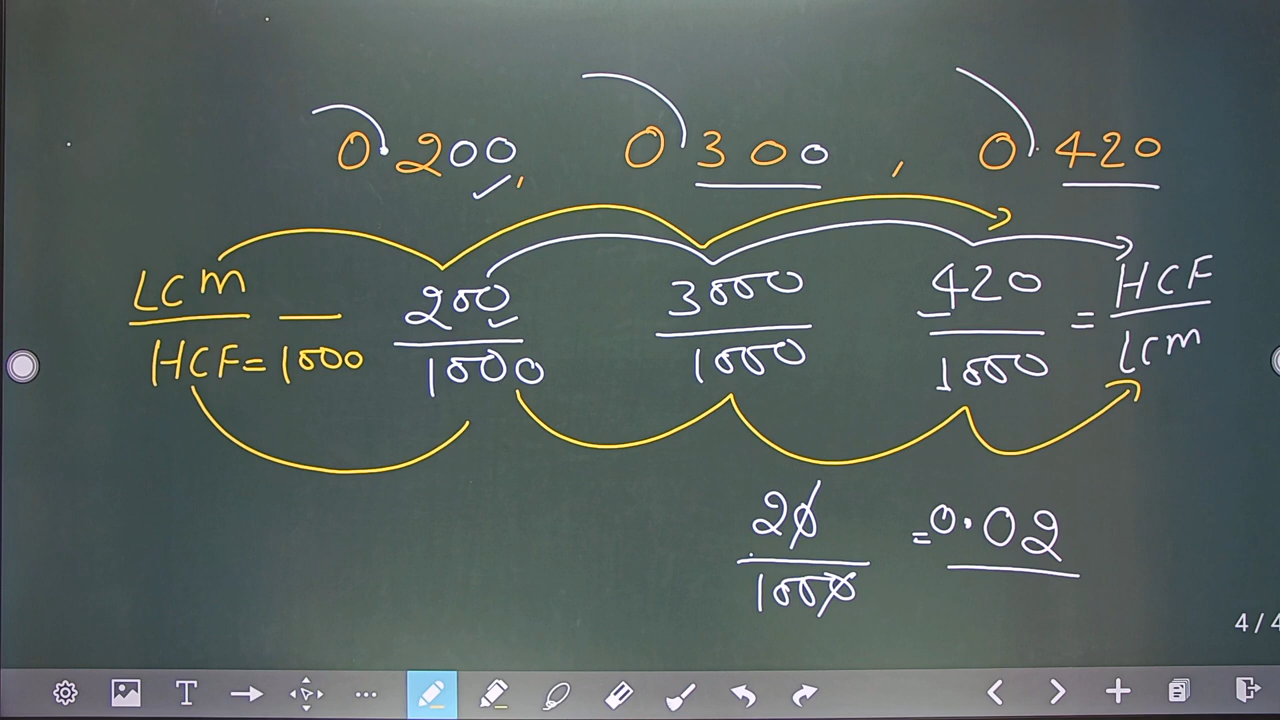 0.200, 0.300, 0.420
LCM/HCF = —/1000 200/1000 3000/1000 420/1000 = HCF/LCM
20/1000 = 0.02
4/4
T